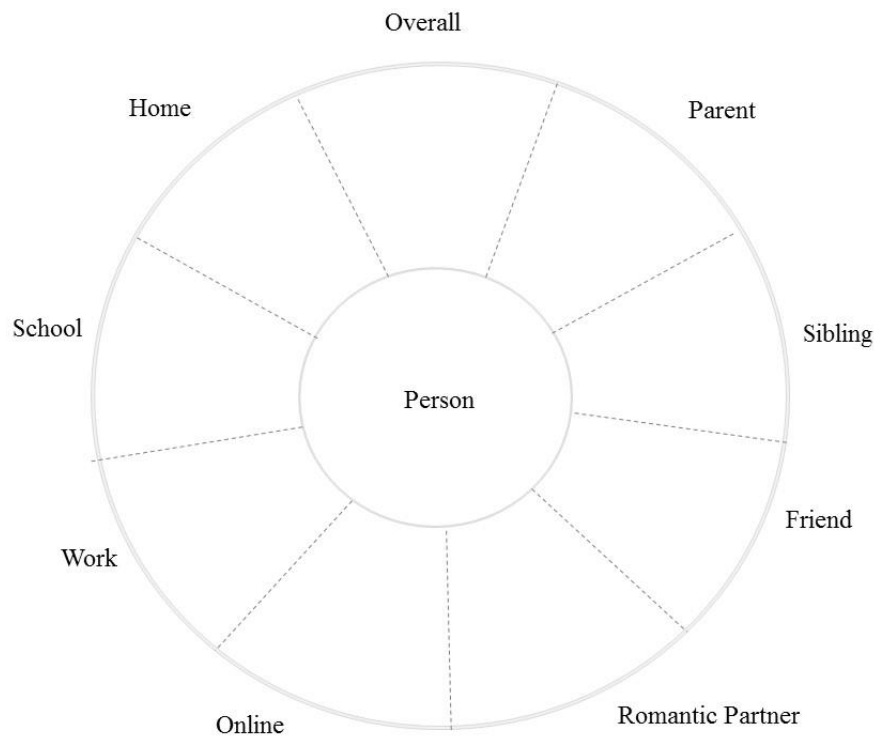 Overall
Home
Parent
School
Sibling
Person
Friend
Work
Romantic Partner
Online